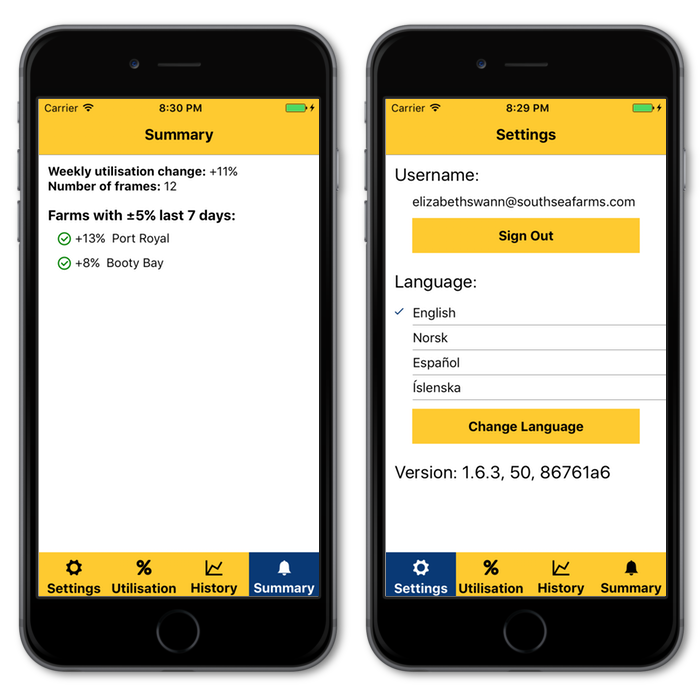 Carrier 8:30 PM
Summary
Weekly utilisation change: +11%
Number of frames: 12
Farms with ±5% last 7 days:
+13% Port Royal
+8% Booty Bay
Settings Utilisation History Summary
Carrier 8:29 PM
Settings
Username:
elizabethswann@southseafarms.com
Sign Out
Language:
English
Norsk
Español
Íslenska
Change Language
Version: 1.6.3, 50, 86761a6
Settings Utilisation History Summary